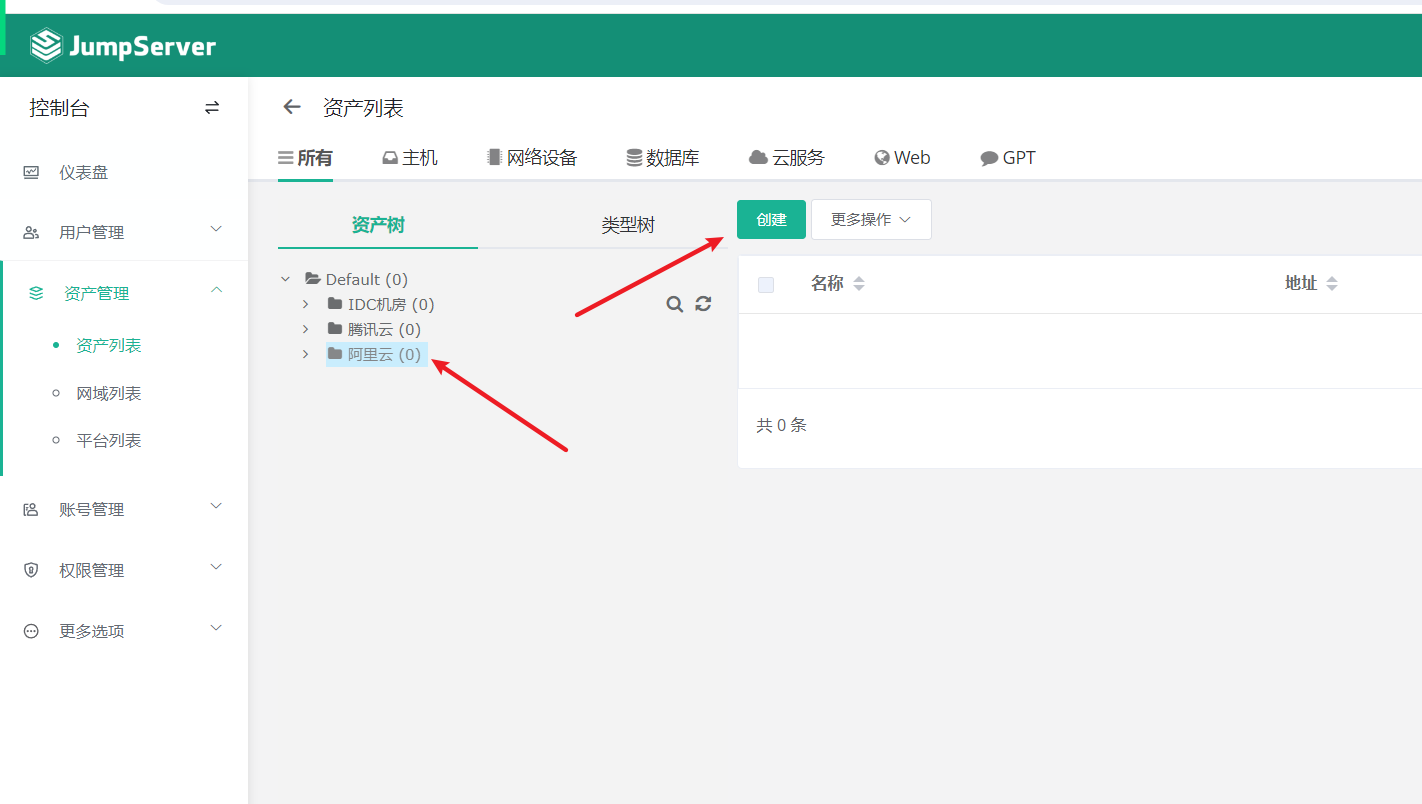 JumpServer
控制台
资产列表
所有 主机 网络设备 数据库 云服务 Web GPT
仪表盘
用户管理
资产管理
资产列表
网域列表
平台列表
账号管理
权限管理
更多选项
资产树 类型树
Default (0)
IDC机房 (0)
腾讯云 (0)
阿里云 (0)
创建 更多操作
名称 地址
共 0 条